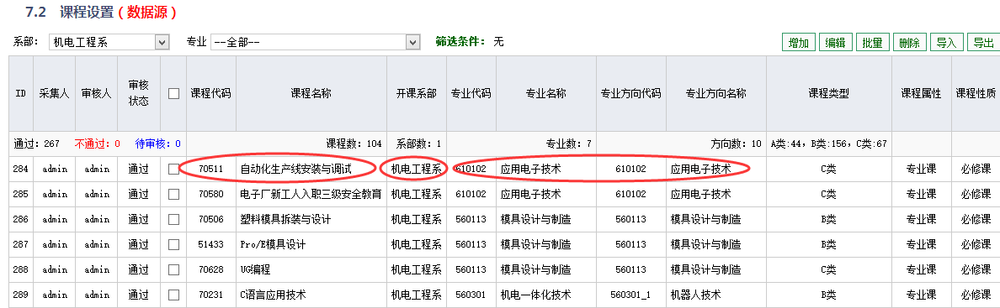 7.2 课程设置(数据源)
系部: 机电工程系 专业 --全部-- 筛选条件: 无 增加 编辑 批量 删除 导入 导出
ID 采集人 审核人 审核状态 课程代码 课程名称 开课系部 专业代码 专业名称 专业方向代码 专业方向名称 课程类型 课程属性 课程性质
通过: 267 不通过: 0 待审核: 0 课程数: 104 系部数: 1 专业数: 7 方向数: 10 A类:44, B类:156, C类:67
284 admin admin 通过 70511 自动化生产线安装与调试 机电工程系 610102 应用电子技术 610102 应用电子技术 C类 专业课 必修课
285 admin admin 通过 70580 电子厂新工人入职三级安全教育 机电工程系 610102 应用电子技术 610102 应用电子技术 C类 专业课 必修课
286 admin admin 通过 70506 塑料模具拆装与设计 机电工程系 560113 模具设计与制造 560113 模具设计与制造 B类 专业课 必修课
287 admin admin 通过 51433 Pro/E模具设计 机电工程系 560113 模具设计与制造 560113 模具设计与制造 B类 专业课 必修课
288 admin admin 通过 70628 UG编程 机电工程系 560113 模具设计与制造 560113 模具设计与制造 C类 专业课 必修课
289 admin admin 通过 70231 C语言应用技术 机电工程系 560301 机电一体化技术 560301_1 机器人技术 B类 专业课 必修课